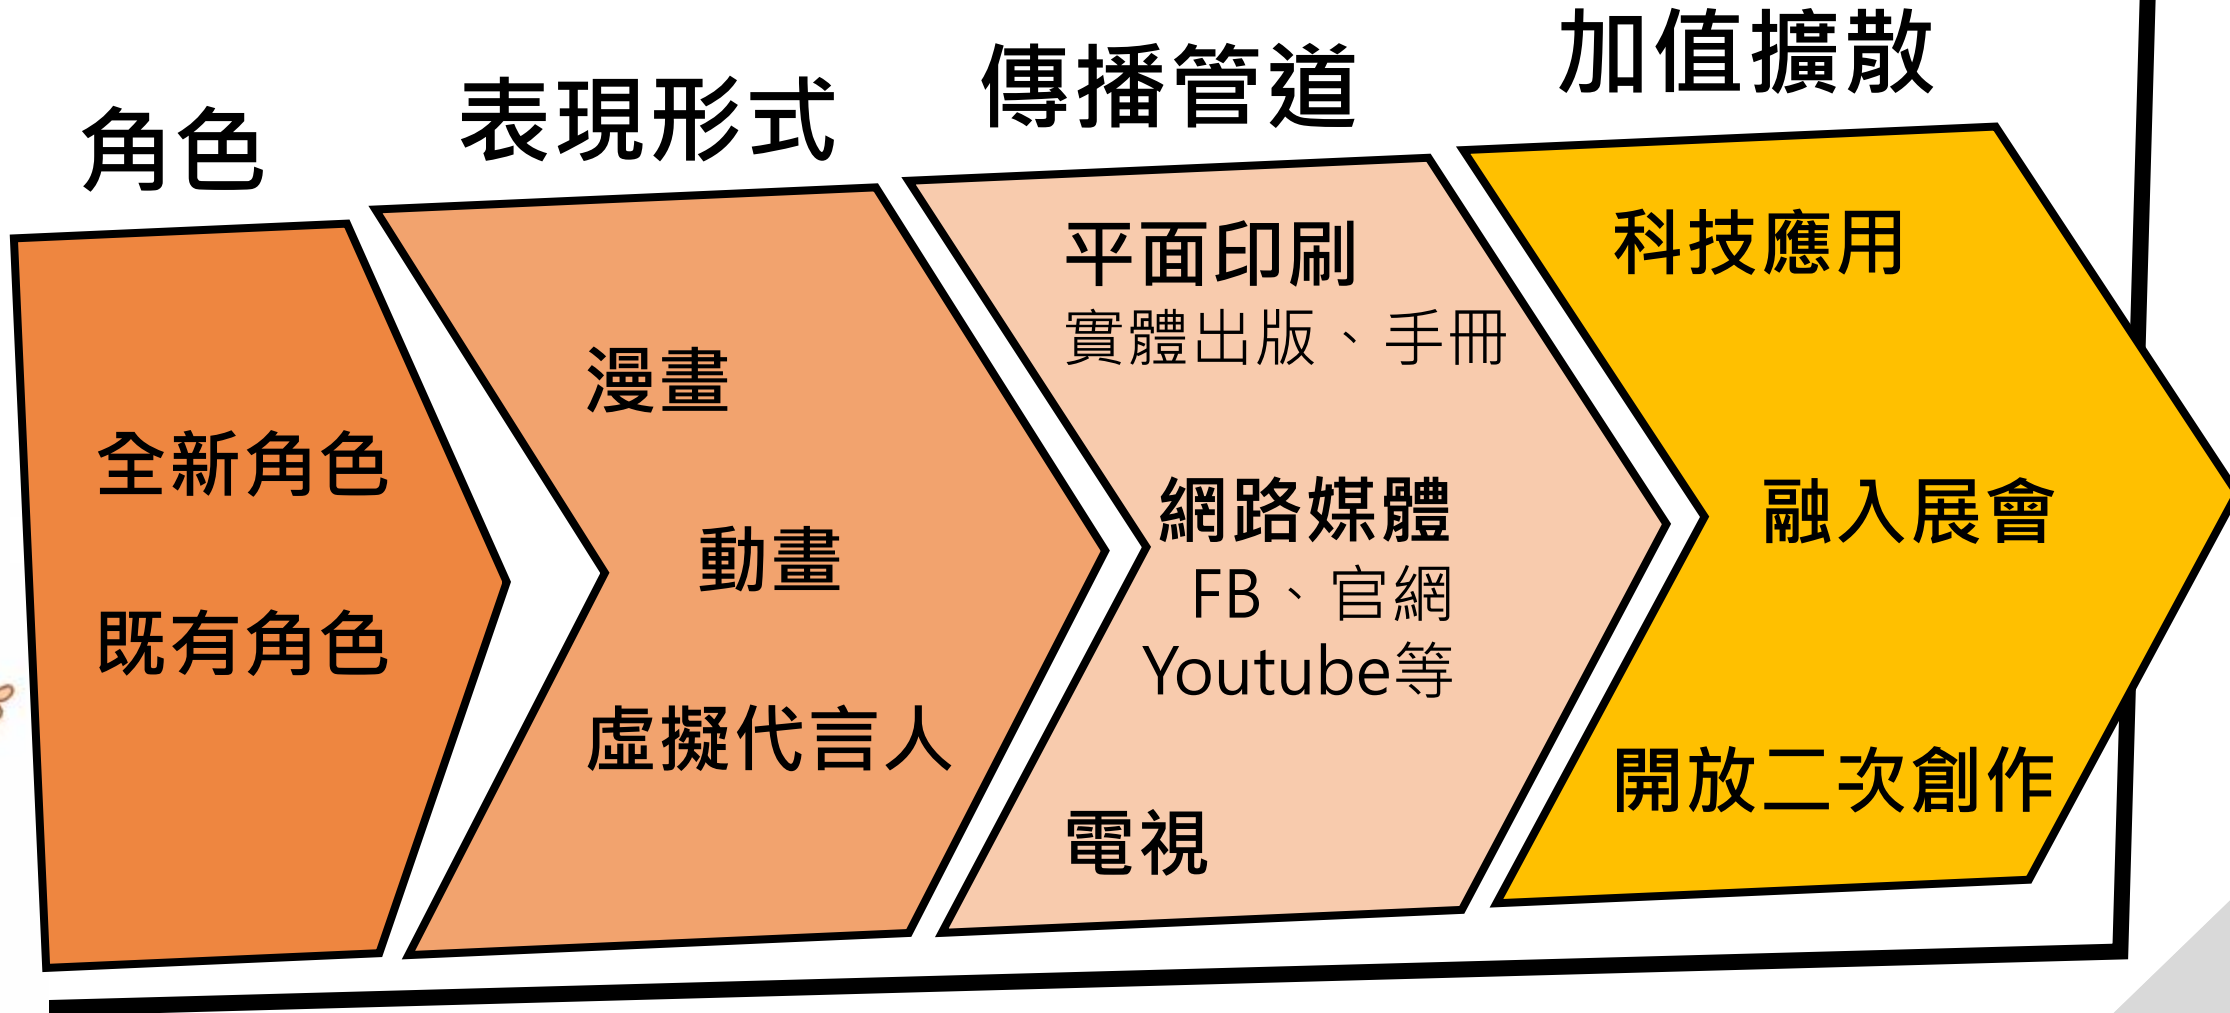 角色
全新角色
既有角色
表現形式
漫畫
動畫
虛擬代言人
傳播管道
平面印刷
實體出版、手冊
網路媒體
FB、官網
Youtube等
電視
加值擴散
科技應用
融入展會
開放二次創作